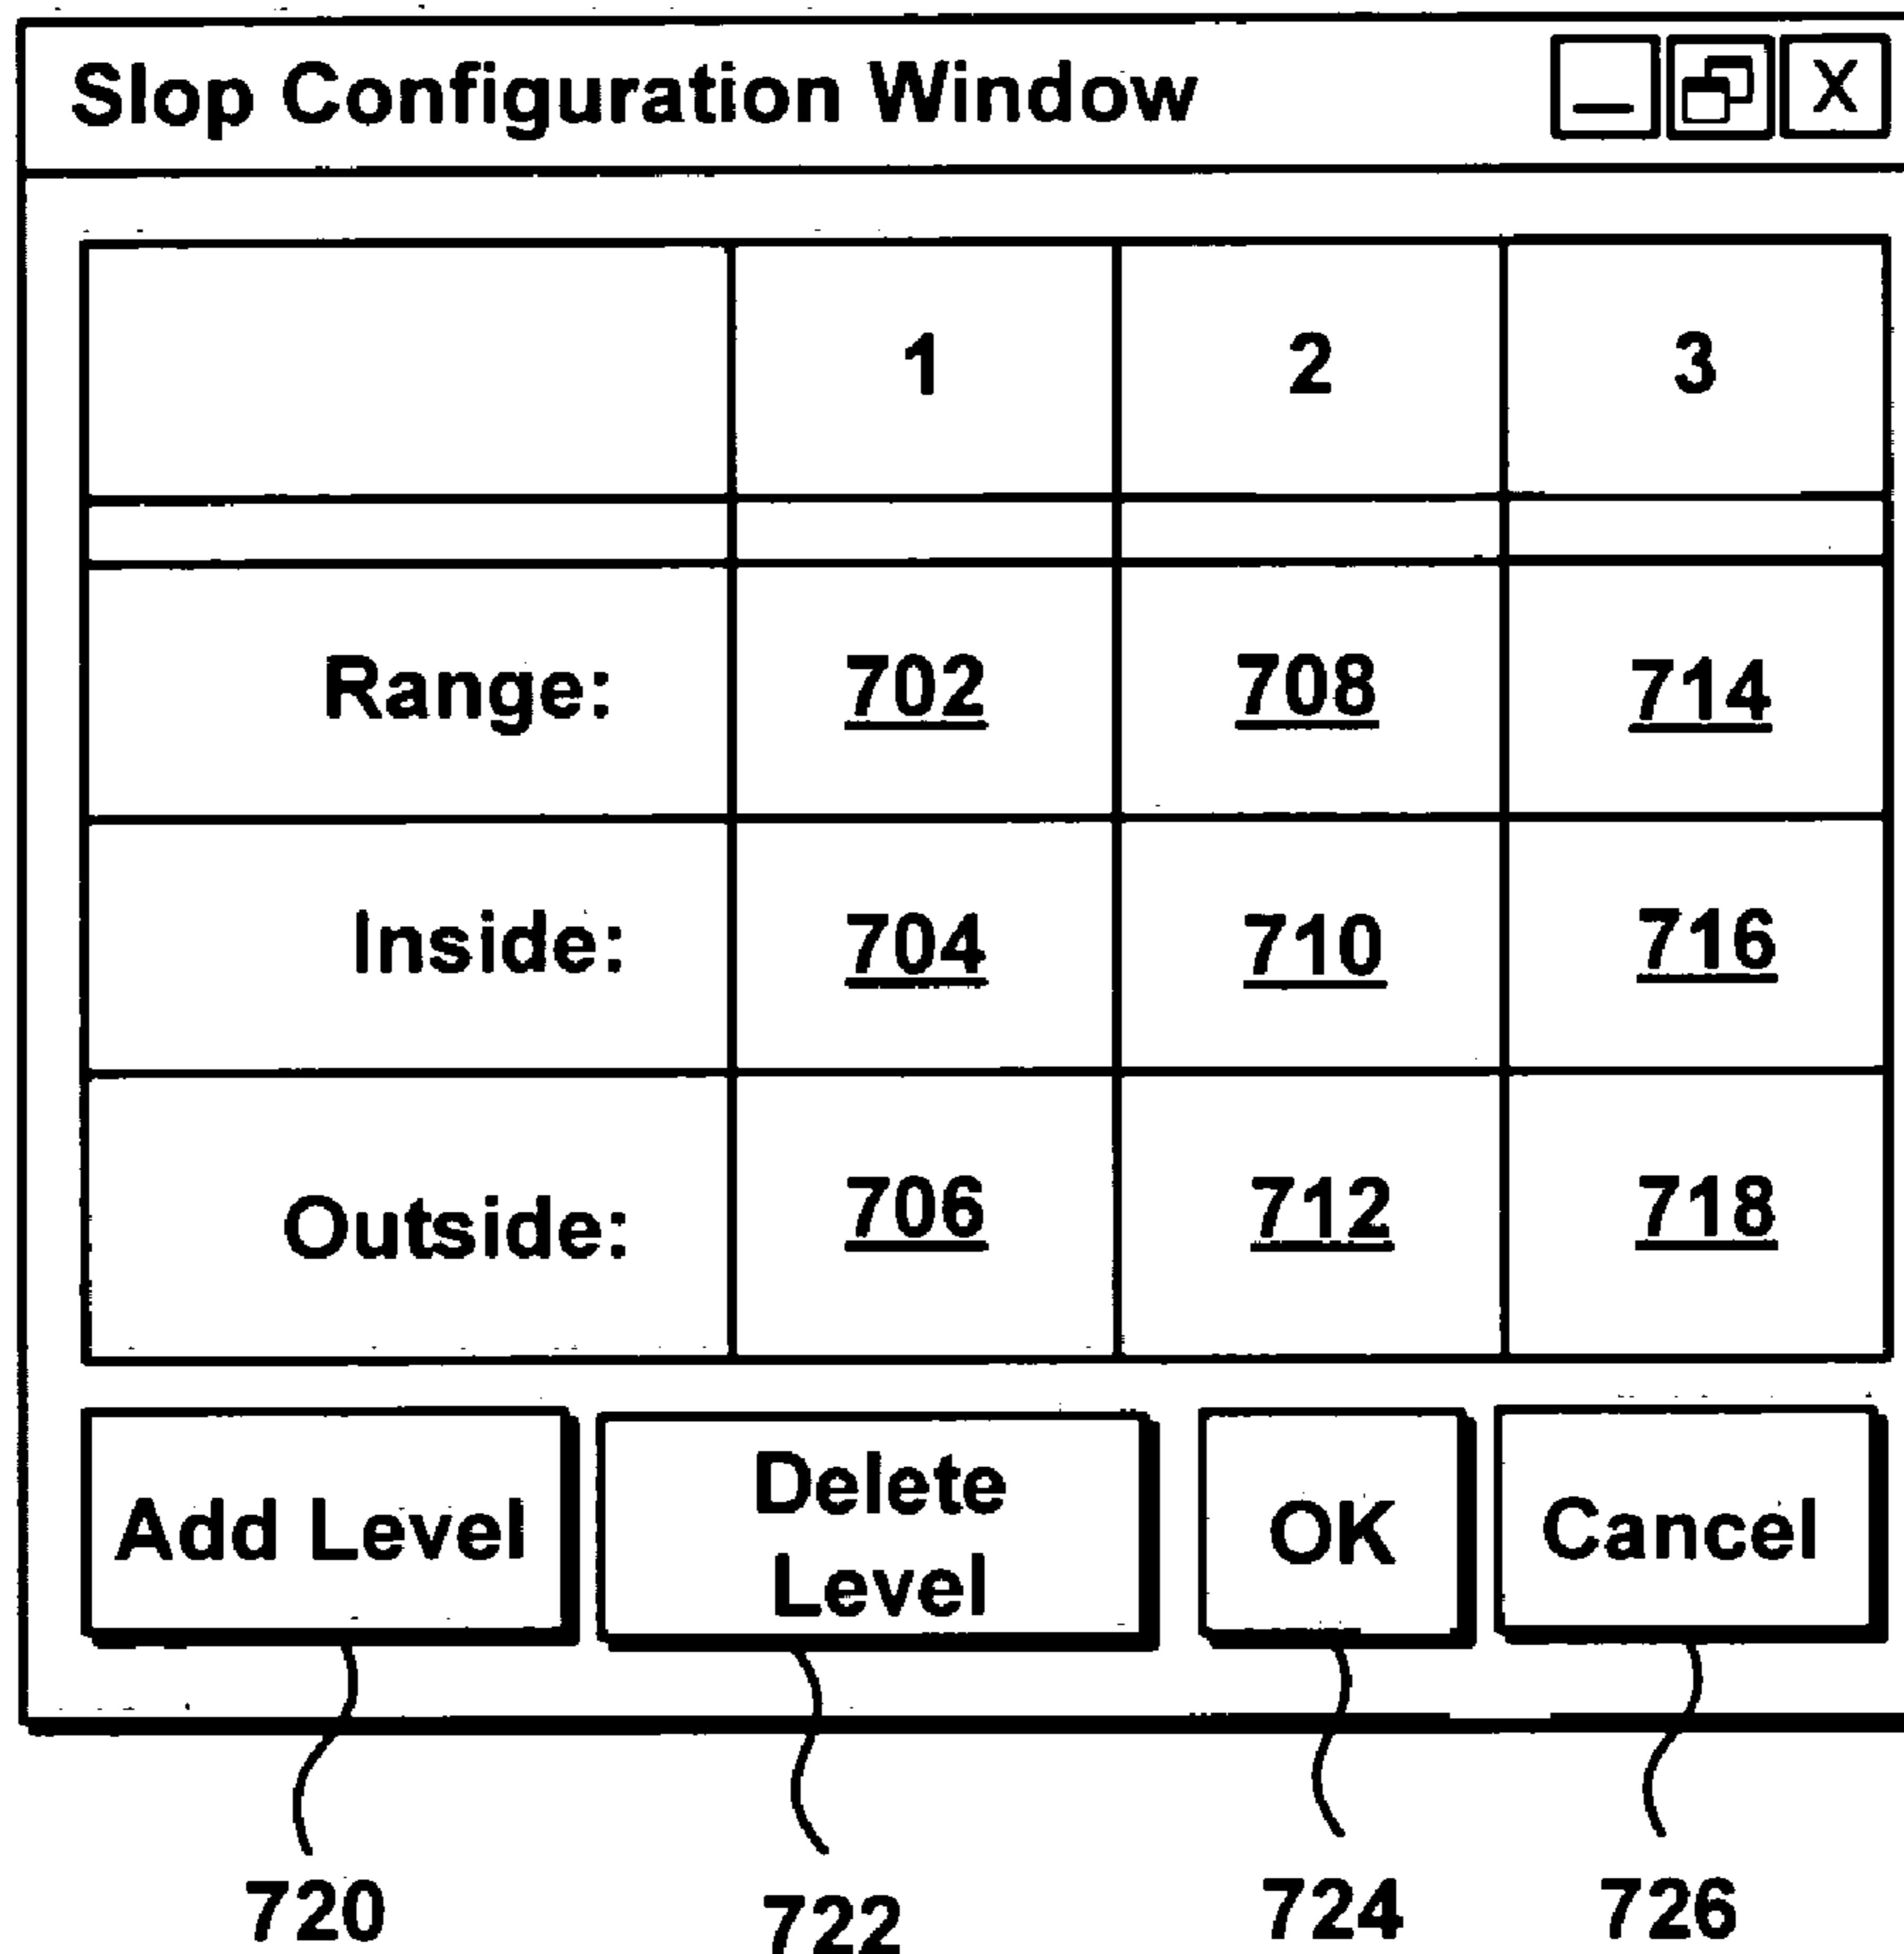 Slop Configuration Window X
1 2 3
Range: 702 708 714
Inside: 704 710 716
Outside: 706 712 718
Add Level
Delete
Level
OK
Cancel
720 722 724 726